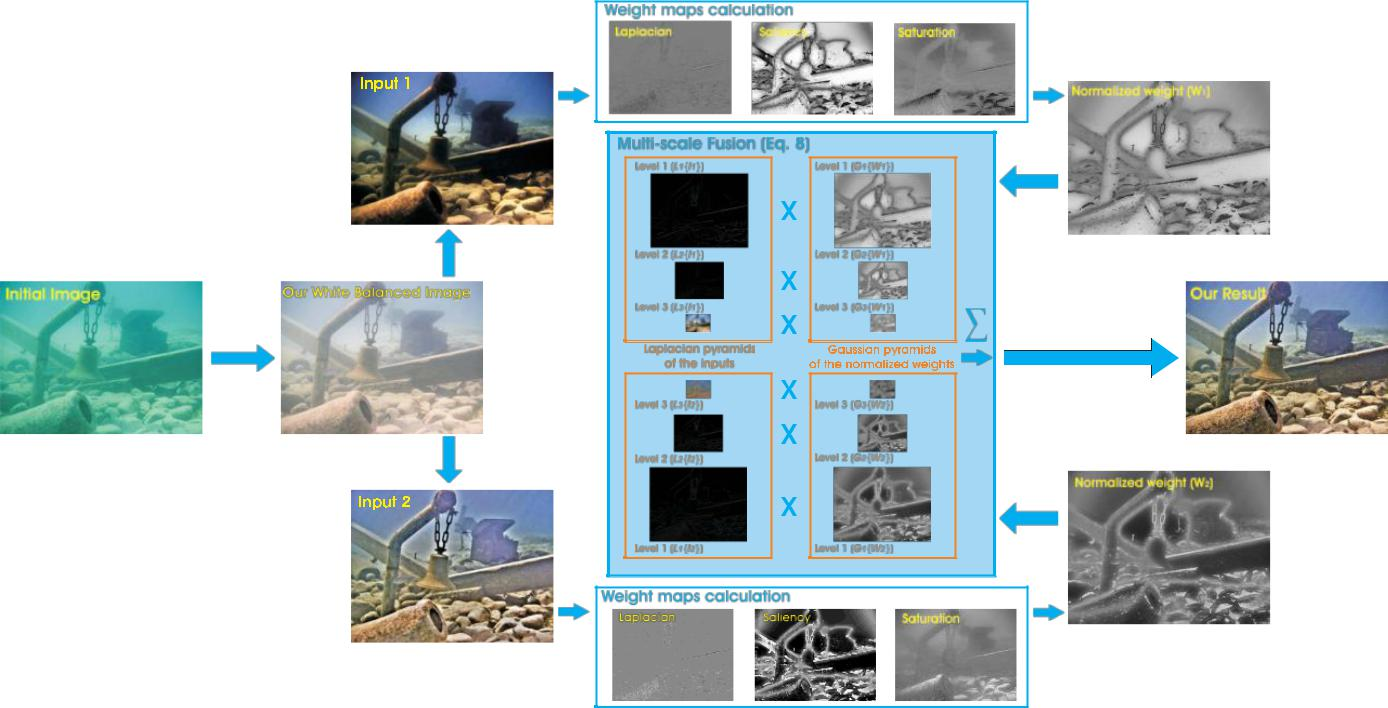 Weight maps calculation
Laplacian
Saliency
Saturation
Input 1
Normalized weight (W1)
Multi-scale Fusion (Eq. 8)
Level 1 (L1{I1})
Level 1 (G1{W1})
X
Level 2 (L2{I1})
Level 2 (G2{W1})
X
Level 3 (L3{I1})
Level 3 (G3{W1})
X
Initial Image
Our White Balanced Image
Our Result
∑
Laplacian pyramids
of the inputs
Gaussian pyramids
of the normalized weights
X
Level 3 (L3{I2})
Level 3 (G3{W2})
X
Level 2 (L2{I2})
Level 2 (G2{W2})
X
Level 1 (L1{I2})
Level 1 (G1{W2})
Input 2
Normalized weight (W2)
Weight maps calculation
Laplacian
Saliency
Saturation